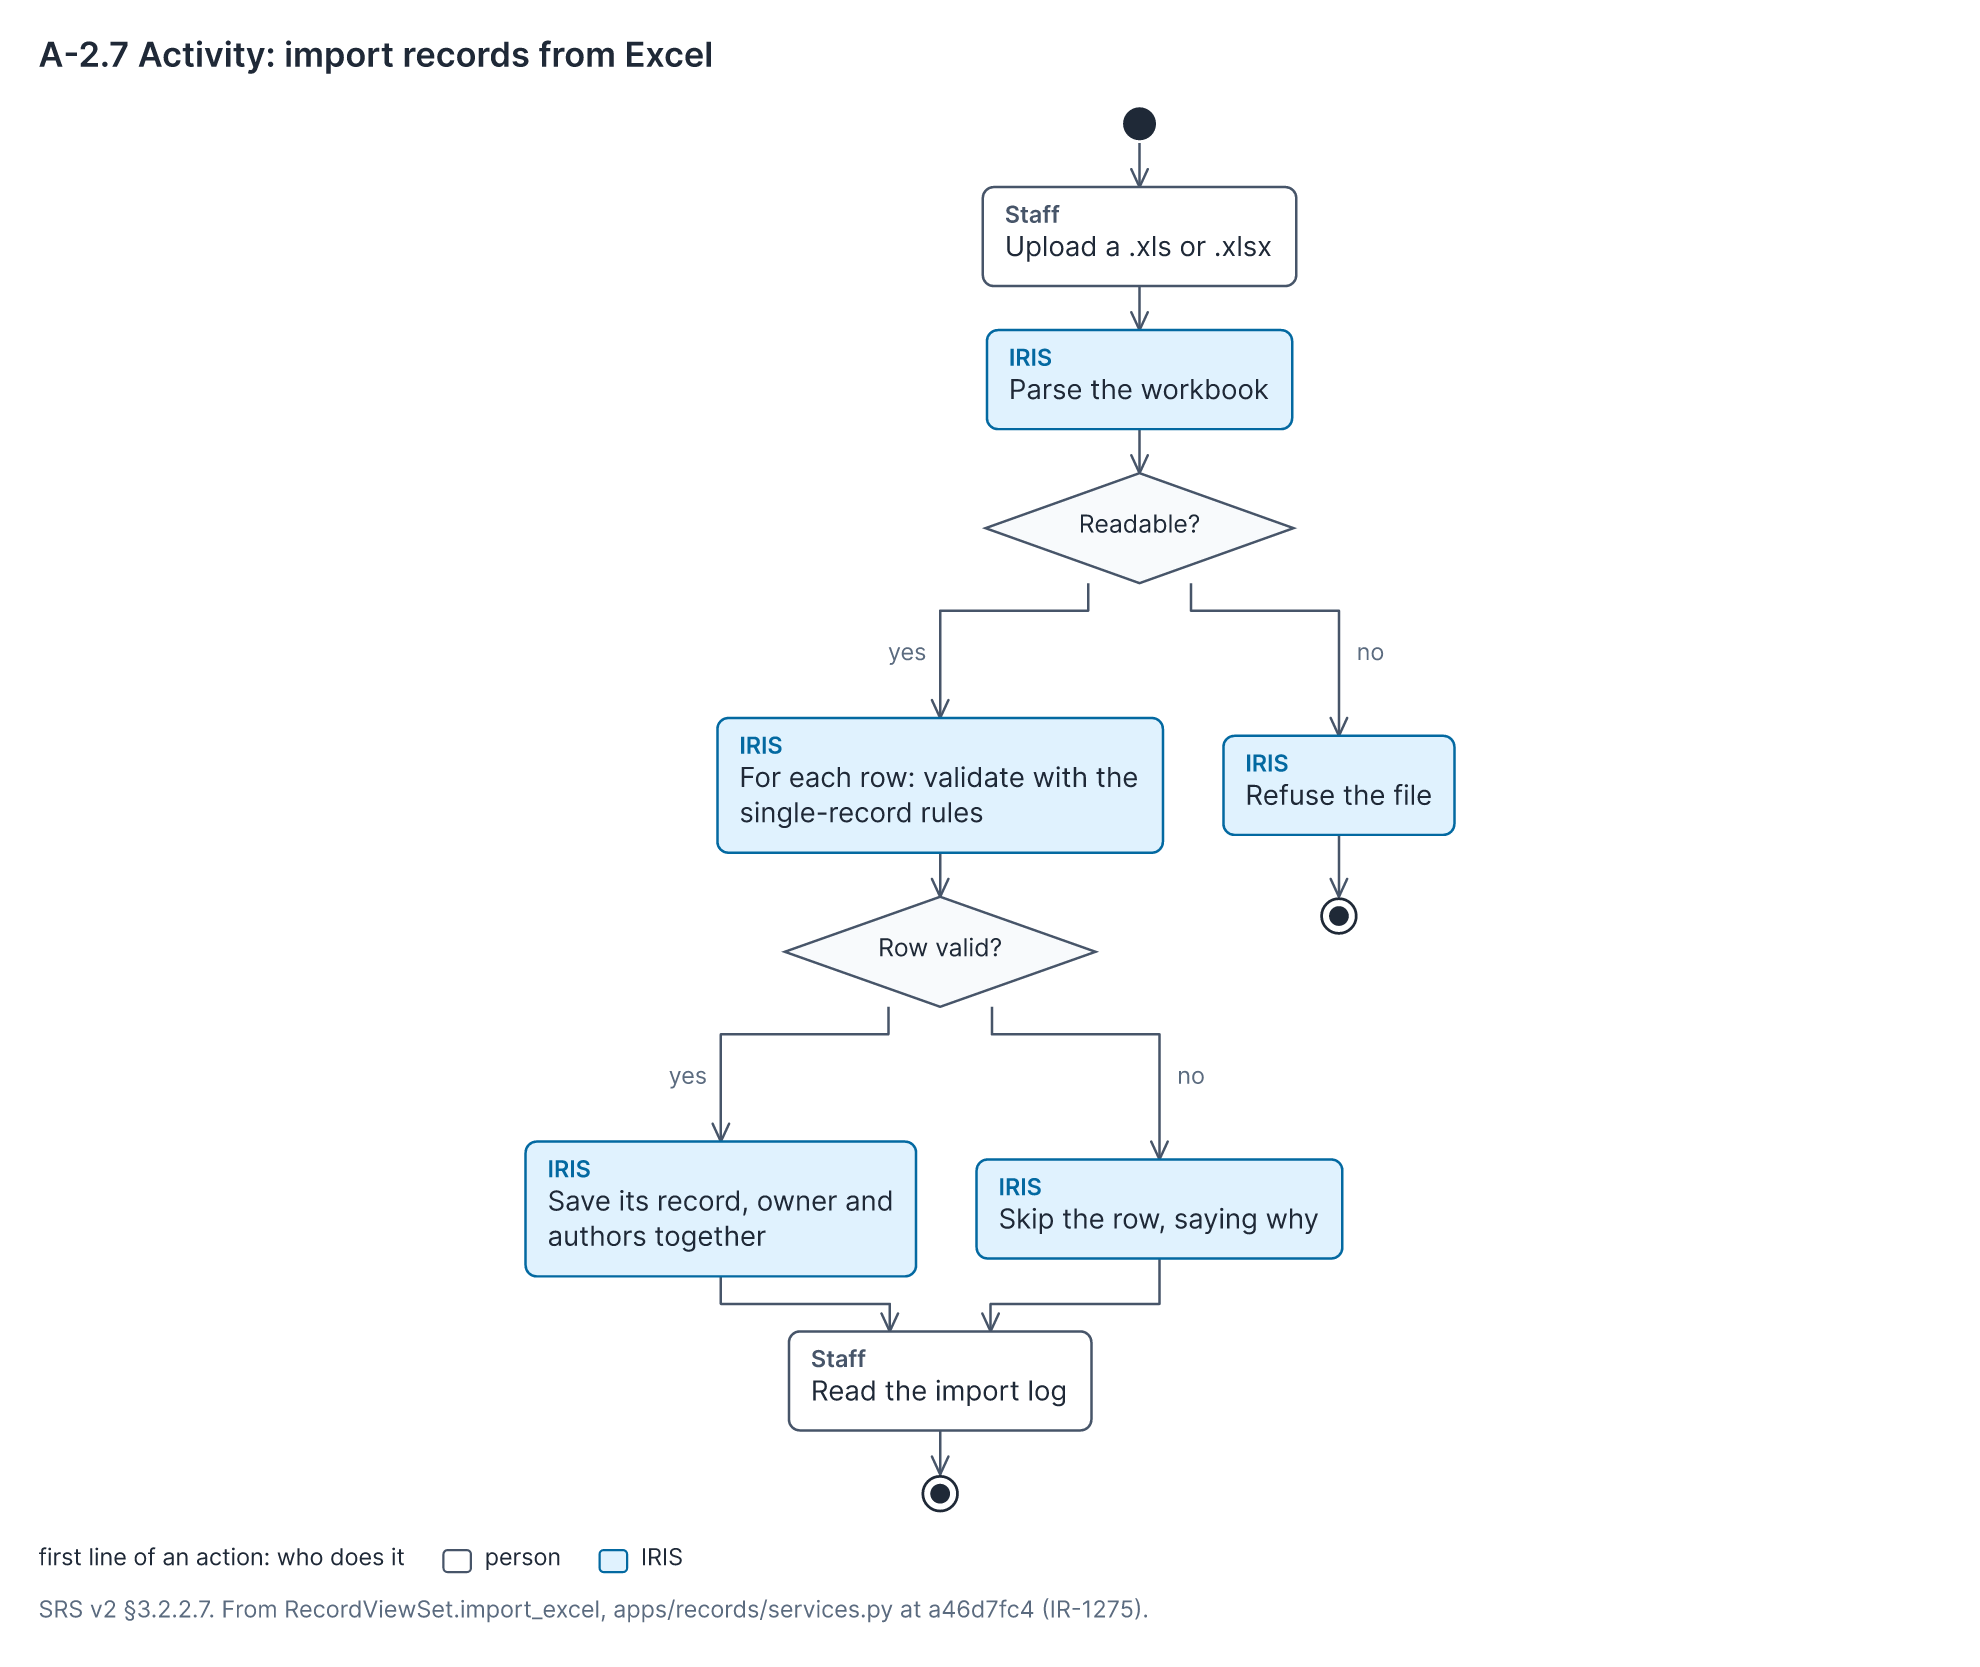 A-2.7 Activity: import records from Excel
Staff
Upload a .xls or .xlsx
IRIS
Parse the workbook
Readable?
yes
no
IRIS
For each row: validate with the
single-record rules
IRIS
Refuse the file
Row valid?
yes
no
IRIS
Save its record, owner and
authors together
IRIS
Skip the row, saying why
Staff
Read the import log
first line of an action: who does it
person
IRIS
SRS v2 §3.2.2.7. From RecordViewSet.import_excel, apps/records/services.py at a46d7fc4 (IR-1275).